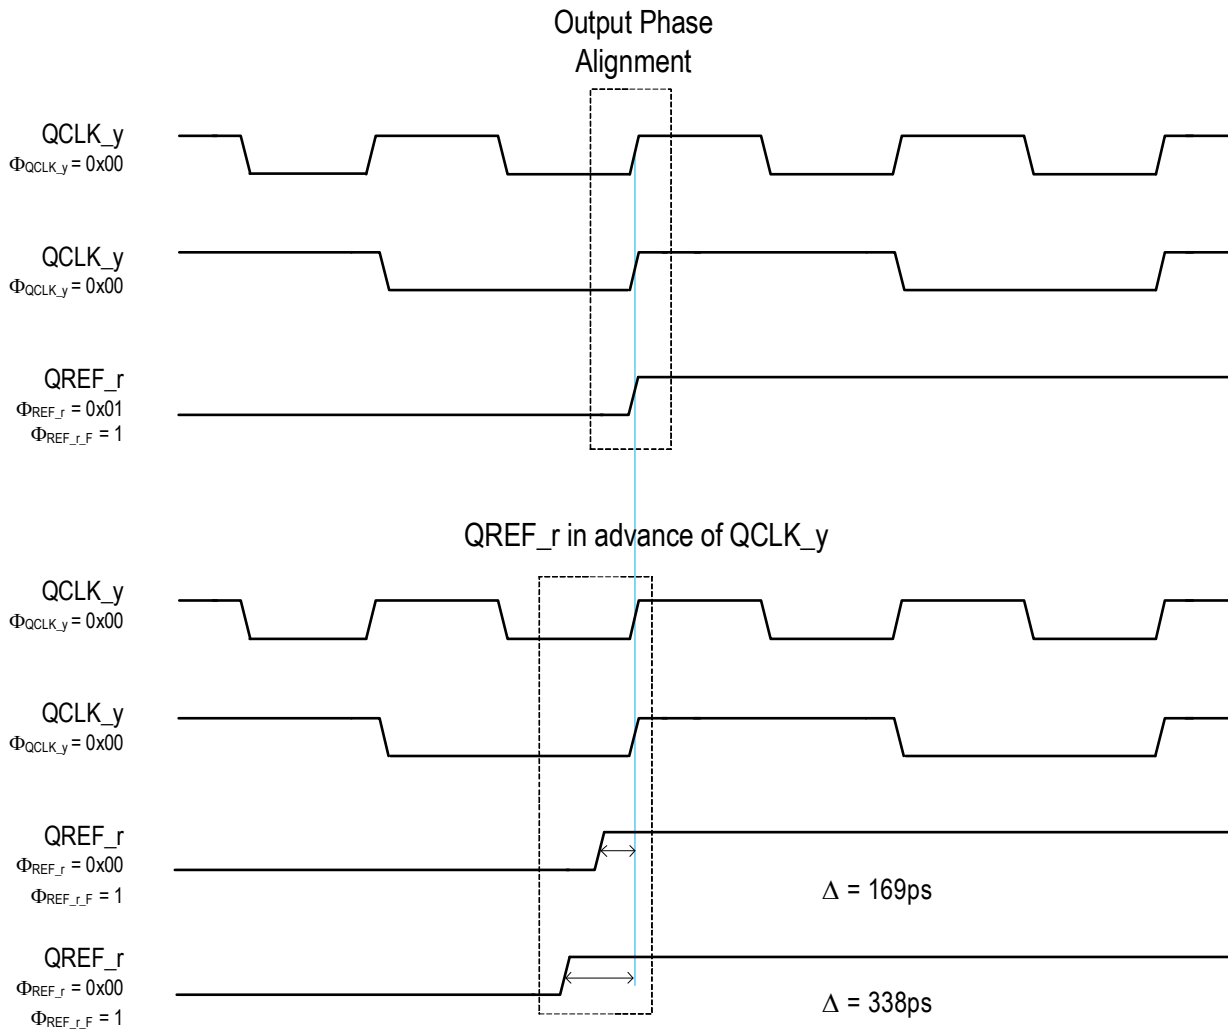 Output Phase
Alignment
QCLK_y
ΦQCLK_y = 0x00
QCLK_y
ΦQCLK_y = 0x00
QREF_r
ΦREF_r = 0x01
ΦREF_r_F = 1
QREF_r in advance of QCLK_y
QCLK_y
ΦQCLK_y = 0x00
QCLK_y
ΦQCLK_y = 0x00
QREF_r
ΦREF_r = 0x00
ΦREF_r_F = 1
Δ = 169ps
QREF_r
ΦREF_r = 0x00
ΦREF_r_F = 1
Δ = 338ps